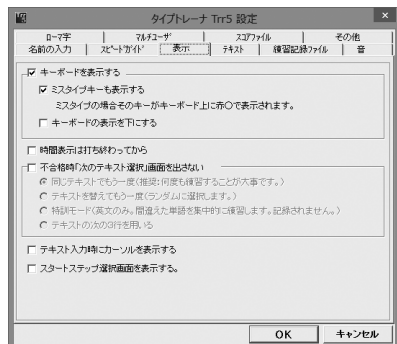 タイプトレーナ Trr5 設定
ローマ字 マルチユーザ スコアファイル その他
名前の入力 スピードガイド 表示 テキスト 練習記録ファイル 音
キーボードを表示する
ミスタイプキーも表示する
ミスタイプの場合そのキーがキーボード上に赤〇で表示されます。
キーボードの表示を下にする
時間表示は打ち終わってから
不合格時「次のテキスト選択」画面を出さない
同じテキストでもう一度(推奨:何度も練習することが大事です。)
テキストを替えてもう一度(ランダムに選択します。)
特訓モード(英文のみ。間違えた単語を集中的に練習します。記録されません。)
テキストの次の3行を用いる
テキスト入力時にカーソルを表示する
スタートステップ選択画面を表示する。
OK キャンセル